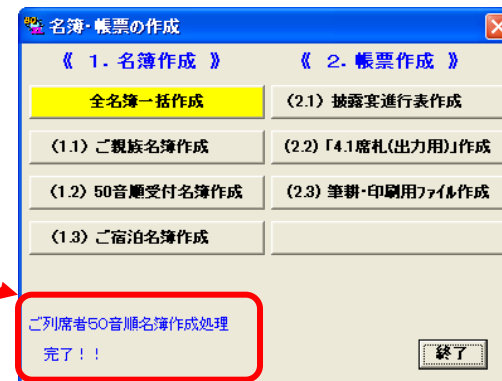 名簿・帳票の作成
《 1. 名簿作成 》
《 2. 帳票作成 》
全名簿一括作成
(2.1) 披露宴進行表作成
(1.1) ご親族名簿作成
(2.2)「4.1席札(出力用)」作成
(1.2) 50音順受付名簿作成
(2.3) 筆耕・印刷用ファイル作成
(1.3) ご宿泊名簿作成
ご列席者50音順名簿作成処理
完了!!
終了